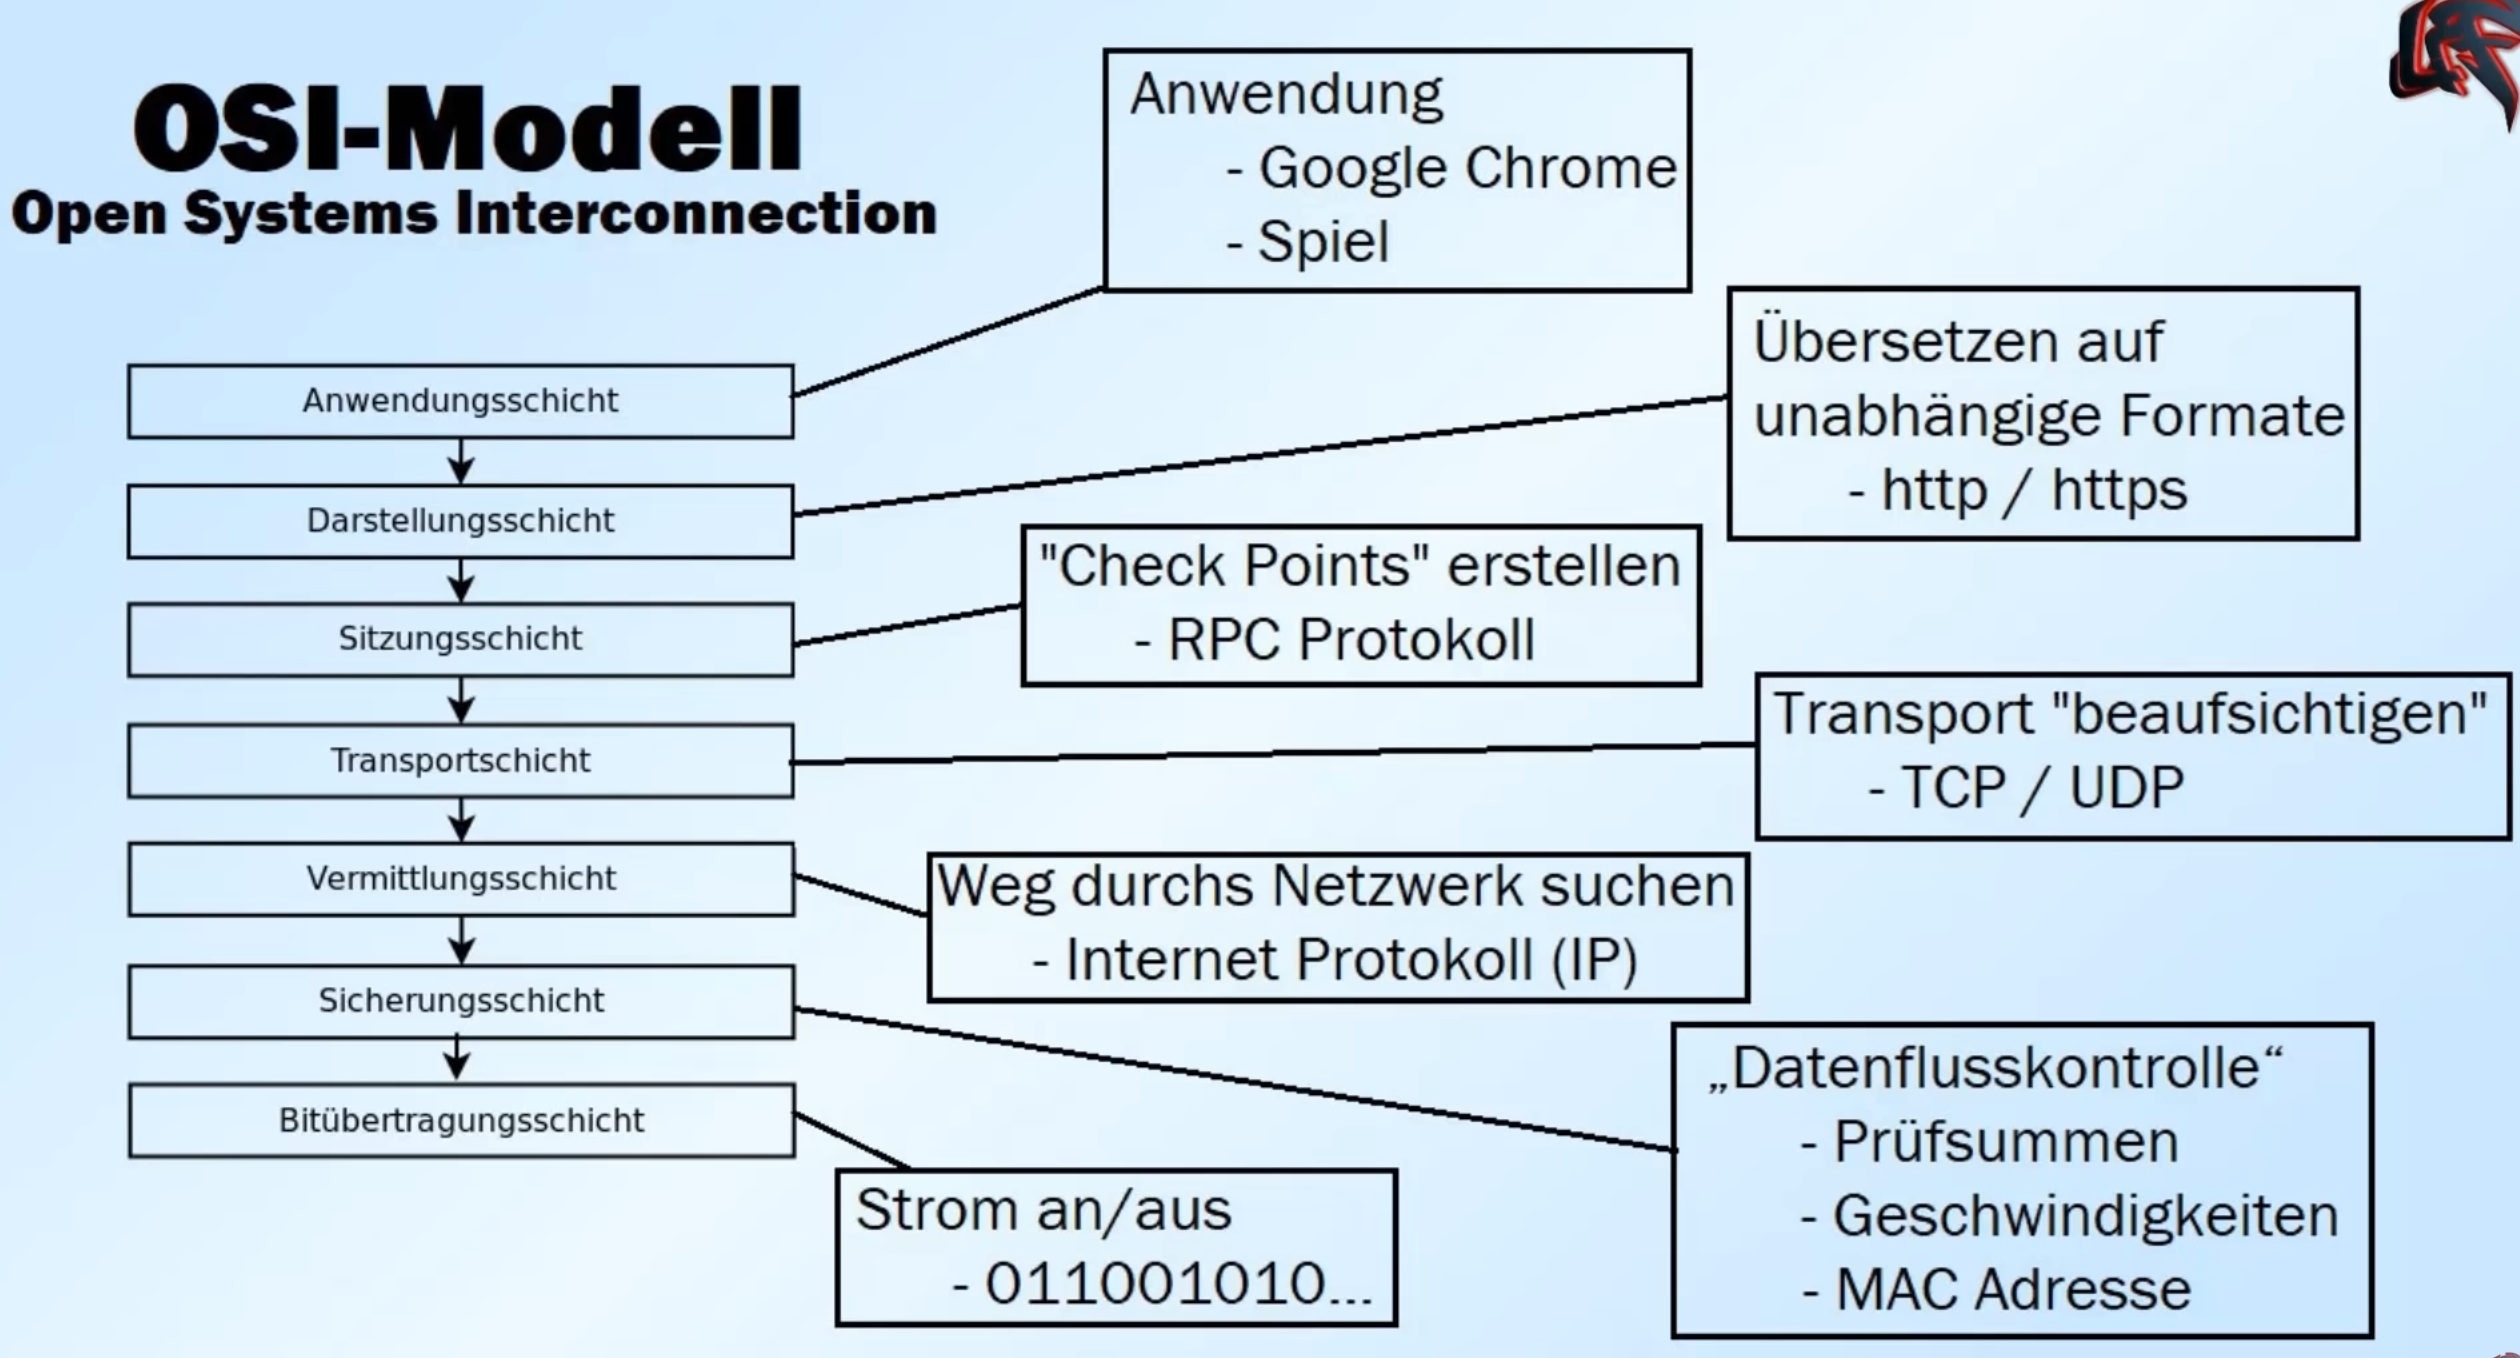 OSI-Modell
Open Systems Interconnection
Anwendung
- Google Chrome
- Spiel
Anwendungsschicht
Übersetzen auf
unabhängige Formate
- http / https
Darstellungsschicht
"Check Points" erstellen
- RPC Protokoll
Sitzungsschicht
Transport "beaufsichtigen"
- TCP / UDP
Transportschicht
Weg durchs Netzwerk suchen
- Internet Protokoll (IP)
Vermittlungsschicht
„Datenflusskontrolle“
- Prüfsummen
- Geschwindigkeiten
- MAC Adresse
Sicherungsschicht
Bitübertragungsschicht
Strom an/aus
- 011001010...